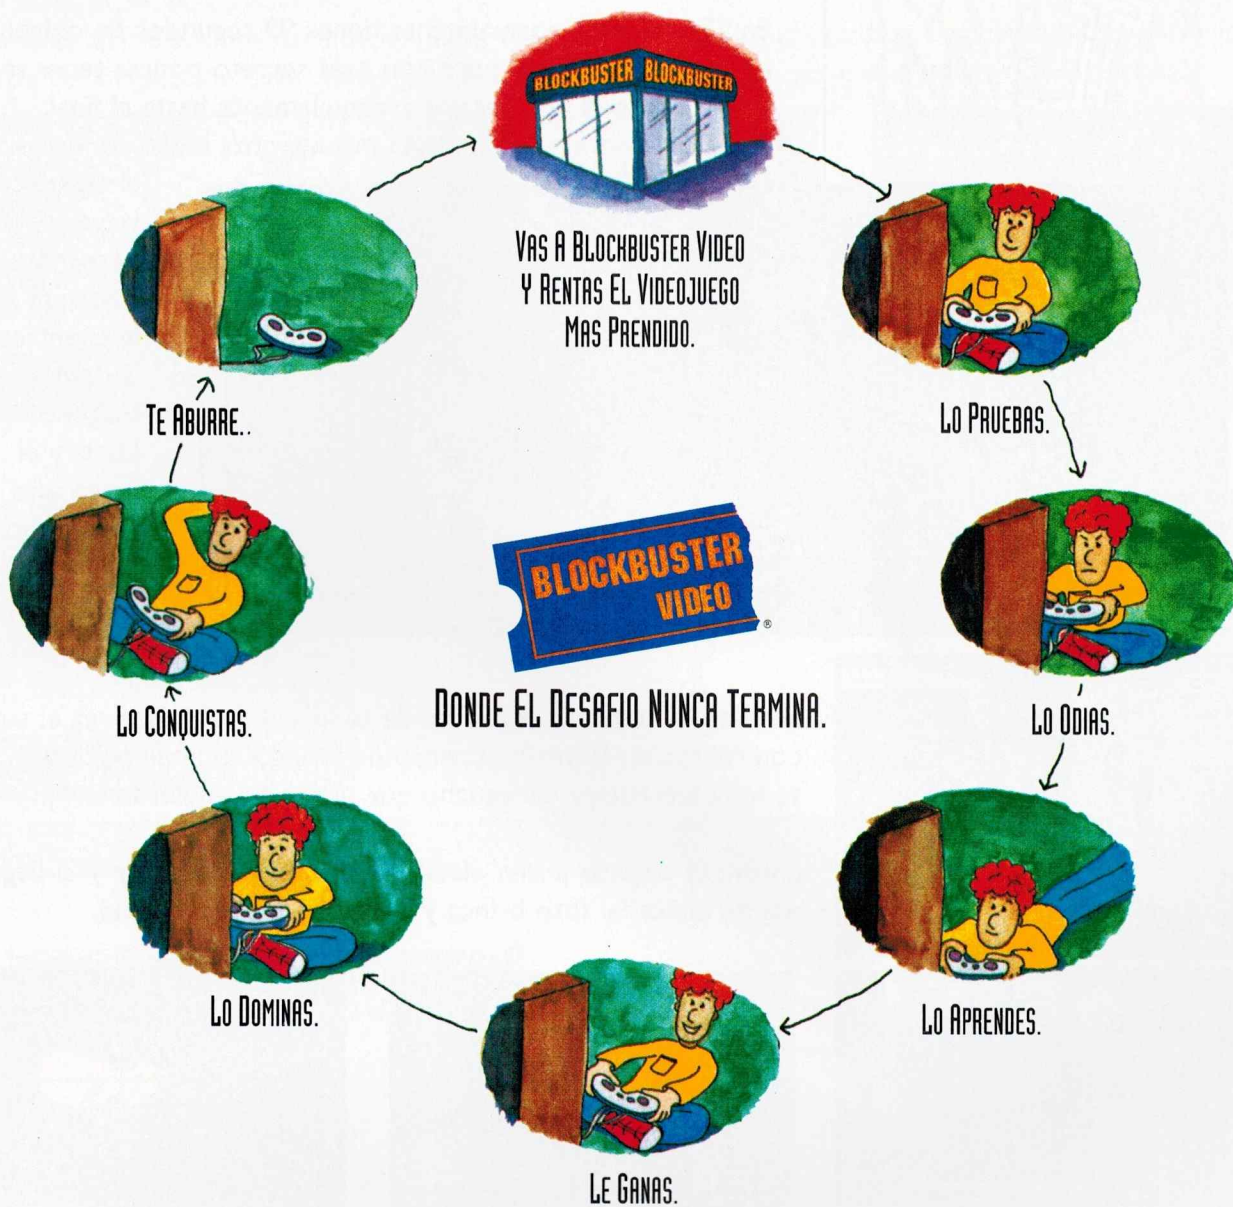 BLOCKBUSTER BLOCKBUSTER
VAS A BLOCKBUSTER VIDEO
Y RENTAS EL VIDEOJUEGO
MAS PRENDIDO.
LO PRUEBAS.
LO ODIAS.
LO APRENDES.
LE GANAS.
LO DOMINAS.
LO CONQUISTAS.
TE ABURRE..
BLOCKBUSTER
VIDEO
®
DONDE EL DESAFIO NUNCA TERMINA.